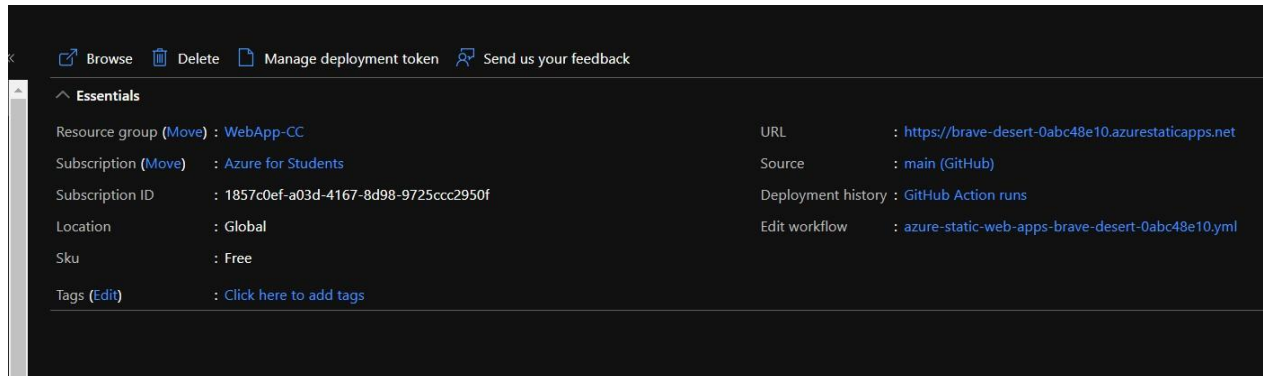 Browse Delete Manage deployment token Send us your feedback
Essentials
Resource group (Move) : WebApp-CC
Subscription (Move) : Azure for Students
Subscription ID : 1857c0ef-a03d-4167-8d98-9725ccc2950f
Location : Global
Sku : Free
Tags (Edit) : Click here to add tags
URL : https://brave-desert-0abc48e10.azurestaticapps.net
Source : main (GitHub)
Deployment history : GitHub Action runs
Edit workflow : azure-static-web-apps-brave-desert-0abc48e10.yml